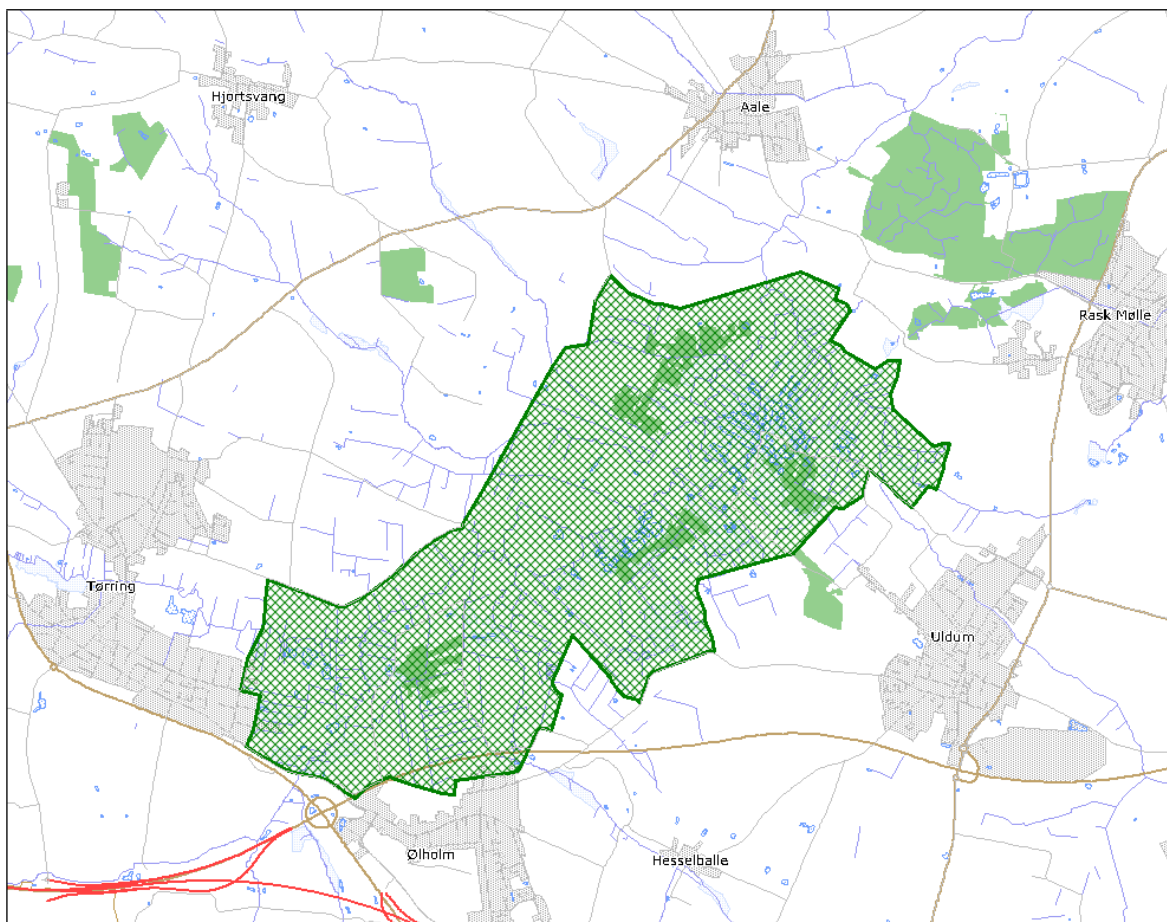 Hjortsvang
Aale
Rask Mølle
Tørring
Uldum
Ølholm
Hesselballe